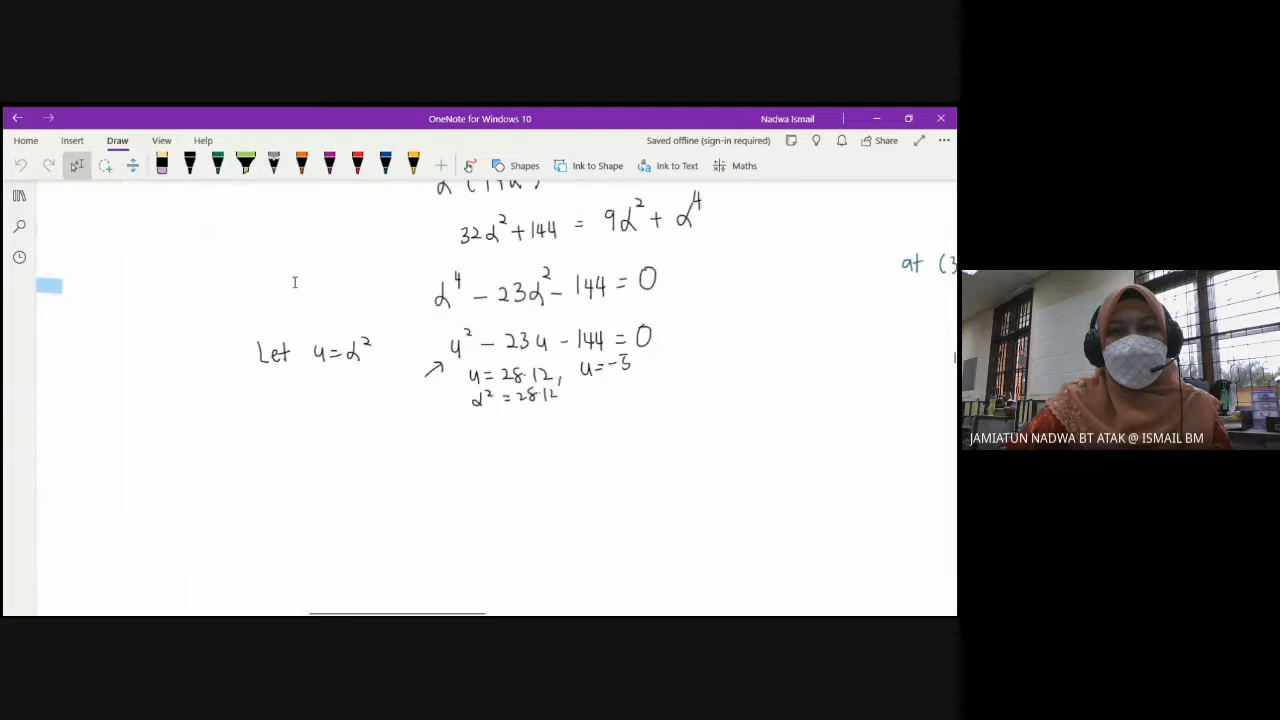 OneNote for Windows 10
Nadwa Ismail
Home Insert Draw View Help
Saved offline (sign-in required)
Share
Shapes
Ink to Shape
Ink to Text
Maths
32α² + 144 = 9α² + α⁴
at (3
α⁴ - 23α² - 144 = 0
Let u = α²
u² - 23u - 144 = 0
u = 28.12, u = -5
α² = 28.12
JAMIATUN NADWA BT ATAK @ ISMAIL BM